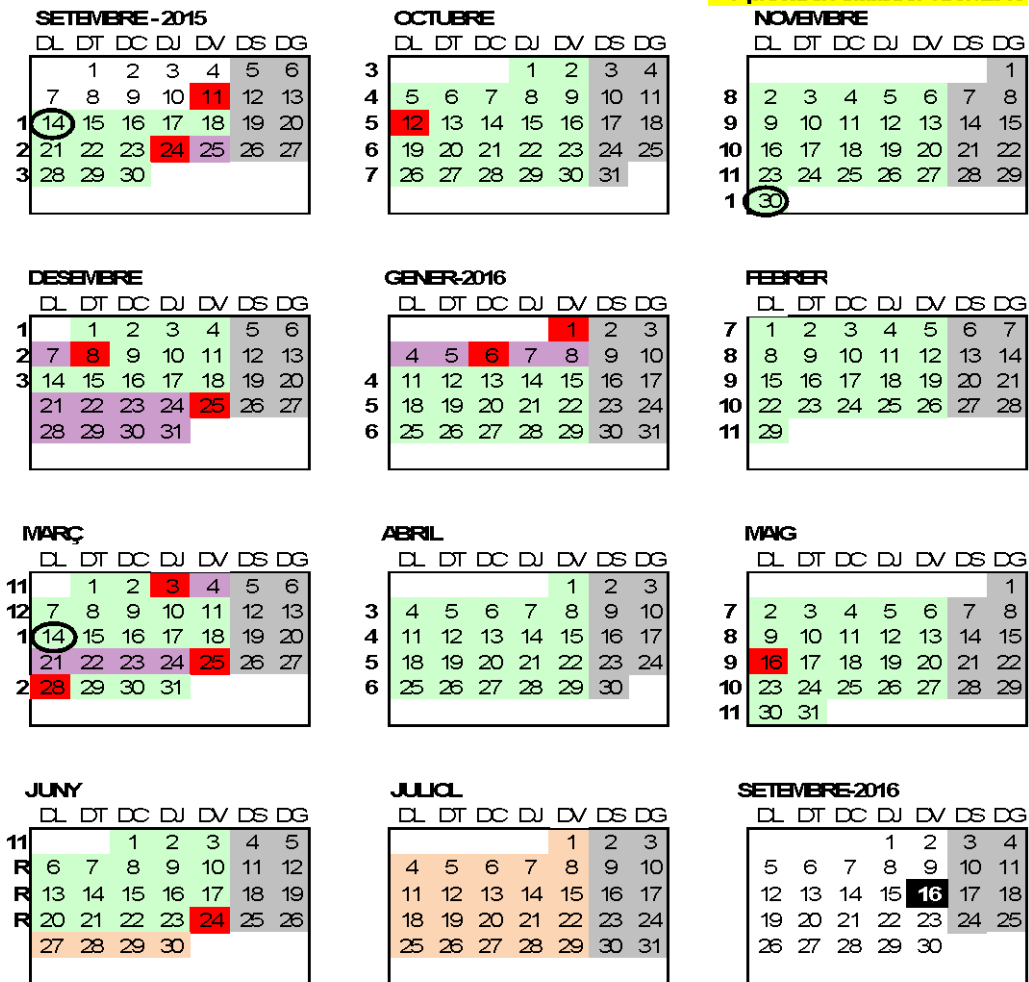 SETEMBRE - 2015
DL DT DC DJ DV DS DG
1 2 3 4 5 6
7 8 9 10 11 12 13
1 14 15 16 17 18 19 20
2 21 22 23 24 25 26 27
3 28 29 30
OCTUBRE
DL DT DC DJ DV DS DG
3 1 2 3 4
4 5 6 7 8 9 10 11
5 12 13 14 15 16 17 18
6 19 20 21 22 23 24 25
7 26 27 28 29 30 31
NOVEMBRE
DL DT DC DJ DV DS DG
1
8 2 3 4 5 6 7 8
9 9 10 11 12 13 14 15
10 16 17 18 19 20 21 22
11 23 24 25 26 27 28 29
1 30
DESEMBRE
DL DT DC DJ DV DS DG
1 1 2 3 4 5 6
2 7 8 9 10 11 12 13
3 14 15 16 17 18 19 20
21 22 23 24 25 26 27
28 29 30 31
GENER-2016
DL DT DC DJ DV DS DG
1 2 3
4 5 6 7 8 9 10
4 11 12 13 14 15 16 17
5 18 19 20 21 22 23 24
6 25 26 27 28 29 30 31
FEBRER
DL DT DC DJ DV DS DG
7 1 2 3 4 5 6 7
8 8 9 10 11 12 13 14
9 15 16 17 18 19 20 21
10 22 23 24 25 26 27 28
11 29
MARÇ
DL DT DC DJ DV DS DG
11 1 2 3 4 5 6
12 7 8 9 10 11 12 13
1 14 15 16 17 18 19 20
21 22 23 24 25 26 27
2 28 29 30 31
ABRIL
DL DT DC DJ DV DS DG
1 2 3
3 4 5 6 7 8 9 10
4 11 12 13 14 15 16 17
5 18 19 20 21 22 23 24
6 25 26 27 28 29 30
MAIG
DL DT DC DJ DV DS DG
1
7 2 3 4 5 6 7 8
8 9 10 11 12 13 14 15
9 16 17 18 19 20 21 22
10 23 24 25 26 27 28 29
11 30 31
JUNY
DL DT DC DJ DV DS DG
11 1 2 3 4 5
R 6 7 8 9 10 11 12
R 13 14 15 16 17 18 19
R 20 21 22 23 24 25 26
27 28 29 30
JULIOL
DL DT DC DJ DV DS DG
1 2 3
4 5 6 7 8 9 10
11 12 13 14 15 16 17
18 19 20 21 22 23 24
25 26 27 28 29 30 31
SETEMBRE-2016
DL DT DC DJ DV DS DG
1 2 3 4
5 6 7 8 9 10 11
12 13 14 15 16 17 18
19 20 21 22 23 24 25
26 27 28 29 30